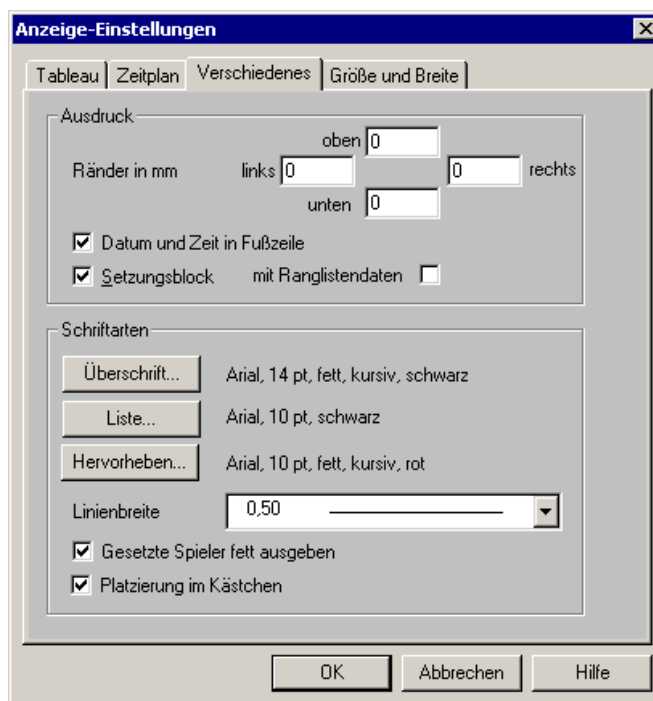 Anzeige-Einstellungen
Tableau Zeitplan Verschiedenes Größe und Breite
Ausdruck
oben 0
Ränder in mm links 0 0 rechts
unten 0
Datum und Zeit in Fußzeile
Setzungsblock mit Ranglistendaten
Schriftarten
Überschrift... Arial, 14 pt, fett, kursiv, schwarz
Liste... Arial, 10 pt, schwarz
Hervorheben... Arial, 10 pt, fett, kursiv, rot
Linienbreite 0,50
Gesetzte Spieler fett ausgeben
Platzierung im Kästchen
OK Abbrechen Hilfe